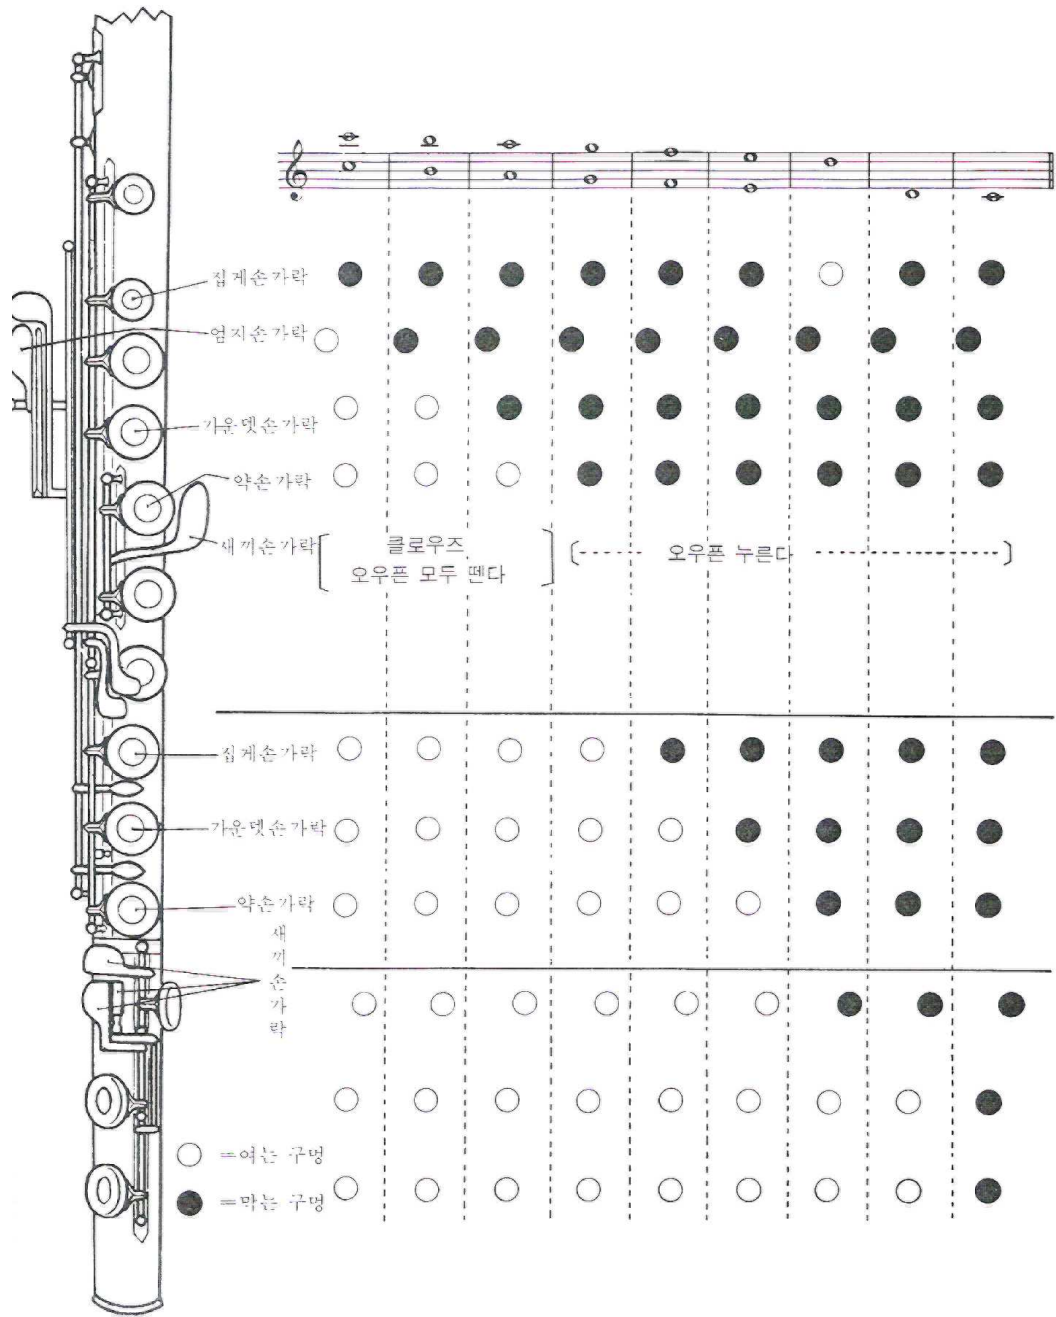 집게손가락
엄지손가락
가운뎃손가락
약손가락
새끼손가락
클로우즈
오우픈 모두 뗀다
오우픈 누른다
집게손가락
가운뎃손가락
약손가락
새끼손가락
○ =여는 구멍
● =막는 구멍